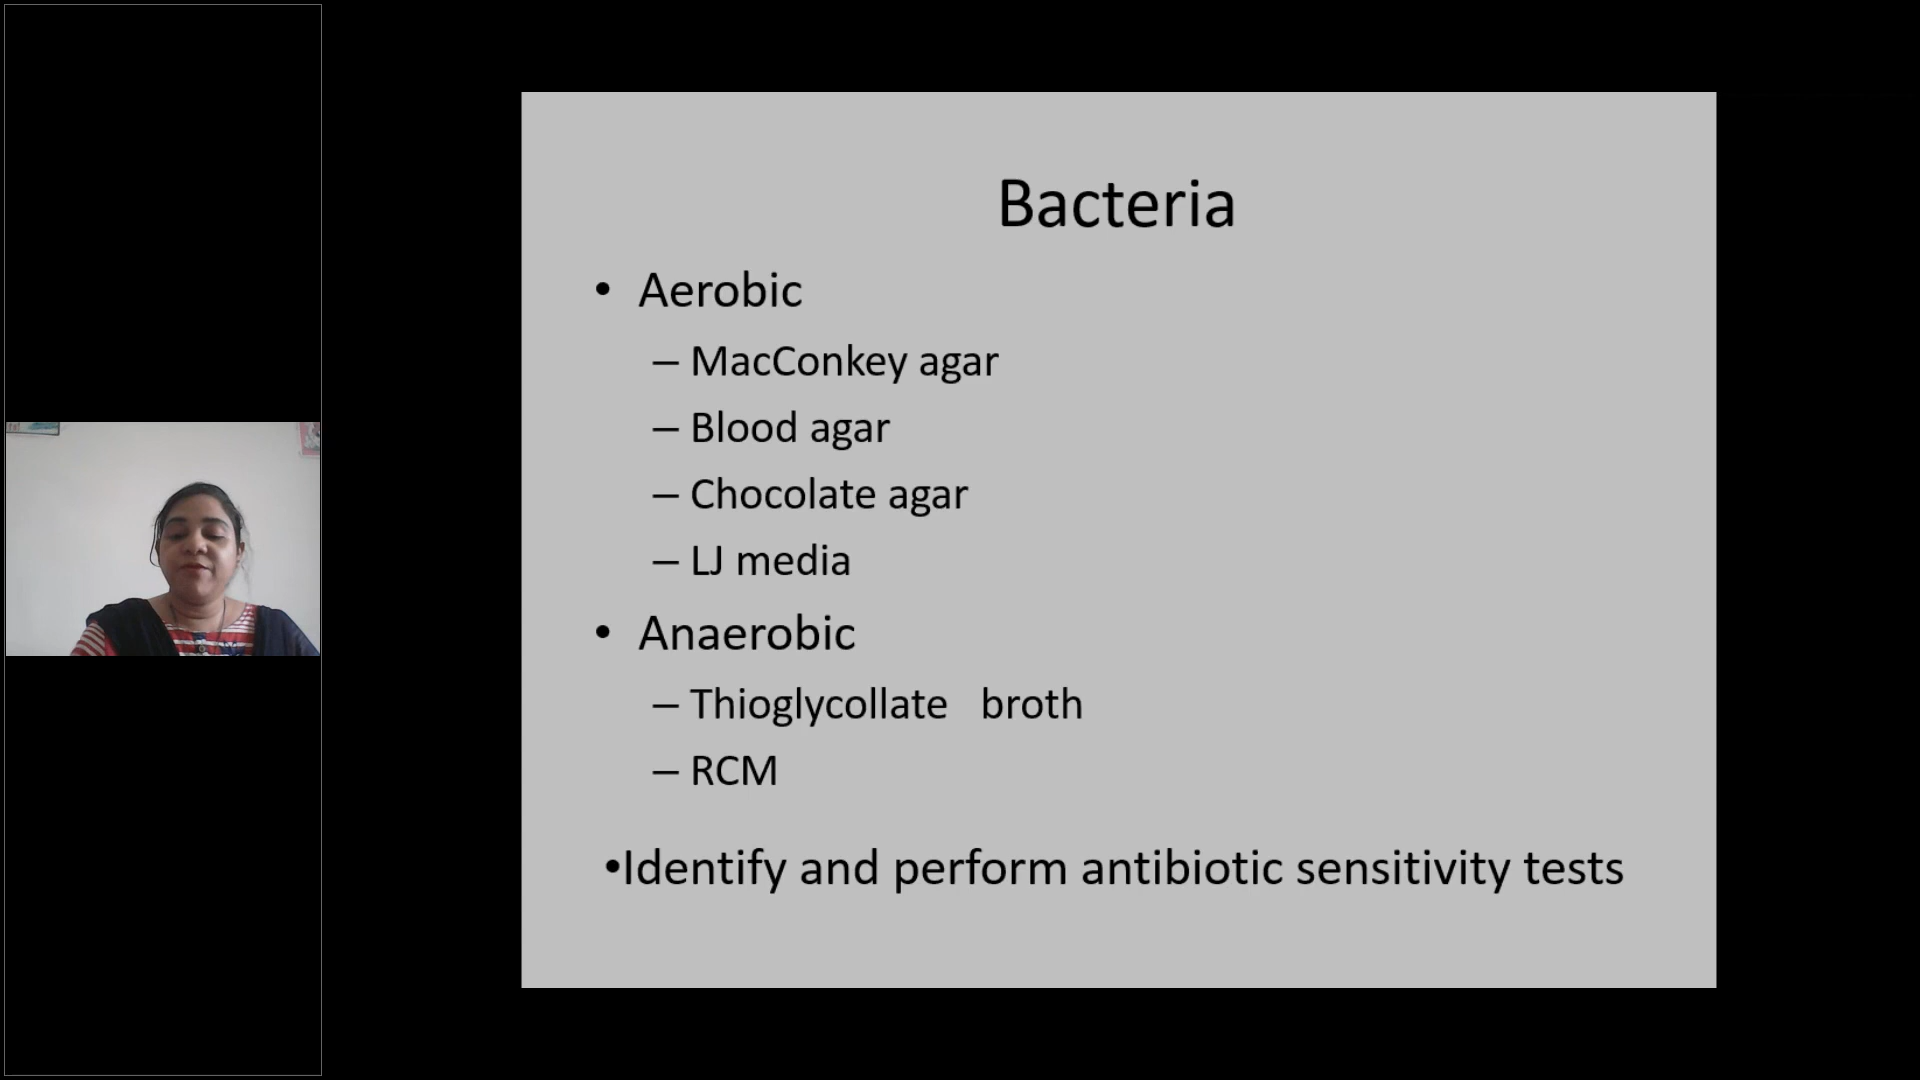 Bacteria
• Aerobic
– MacConkey agar
– Blood agar
– Chocolate agar
– LJ media
• Anaerobic
– Thioglycollate broth
– RCM
•Identify and perform antibiotic sensitivity tests